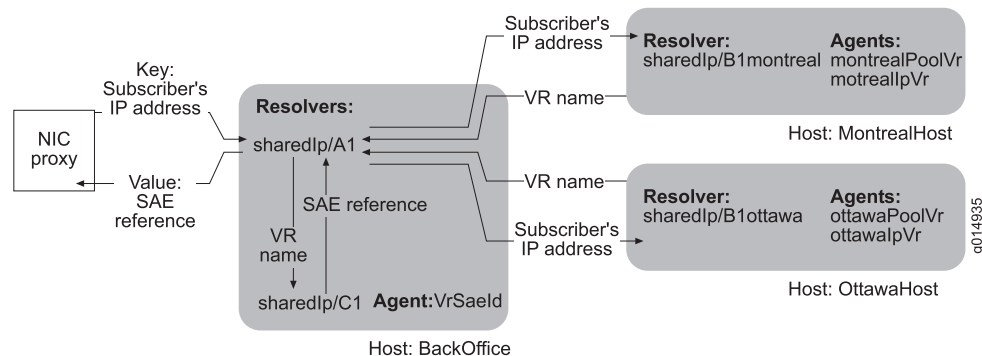 Key:
Subscriber's
IP address
NIC
proxy
Value:
SAE
reference
Resolvers:
sharedIp/A1
SAE reference
VR
name
sharedIp/C1
Agent:VrSaeId
Host: BackOffice
Subscriber's
IP address
VR name
Resolver:
sharedIp/B1montreal
Agents:
montrealPoolVr
motrealIpVr
Host: MontrealHost
VR name
Subscriber's
IP address
Resolver:
sharedIp/B1ottawa
Agents:
ottawaPoolVr
ottawaIpVr
Host: OttawaHost
g014935